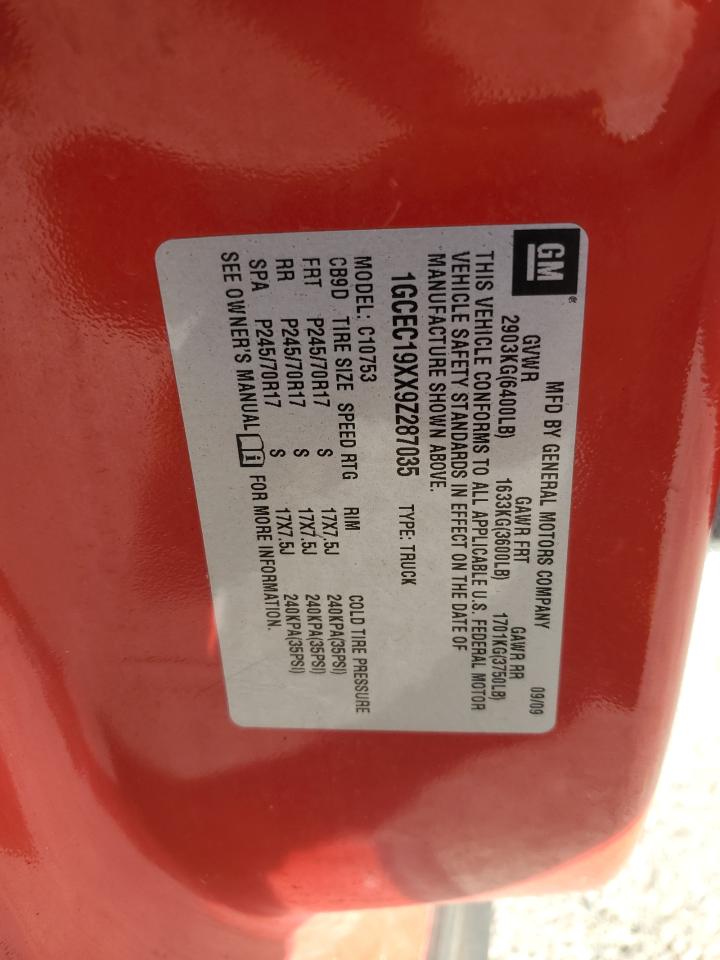 GM
MFD BY GENERAL MOTORS COMPANY 09/09
GVWR GAWR FRT GAWR RR
2903KG(6400LB) 1633KG(3600LB) 1701KG(3750LB)
THIS VEHICLE CONFORMS TO ALL APPLICABLE U.S. FEDERAL MOTOR
VEHICLE SAFETY STANDARDS IN EFFECT ON THE DATE OF
MANUFACTURE SHOWN ABOVE.
1GCEC19XX9Z287035 TYPE: TRUCK
MODEL: C10753
CB9D TIRE SIZE SPEED RTG RIM COLD TIRE PRESSURE
FRT P245/70R17 S 17X7.5J 240KPA(35PSI)
RR P245/70R17 S 17X7.5J 240KPA(35PSI)
SPA P245/70R17 S 17X7.5J 240KPA(35PSI)
SEE OWNER'S MANUAL FOR MORE INFORMATION.